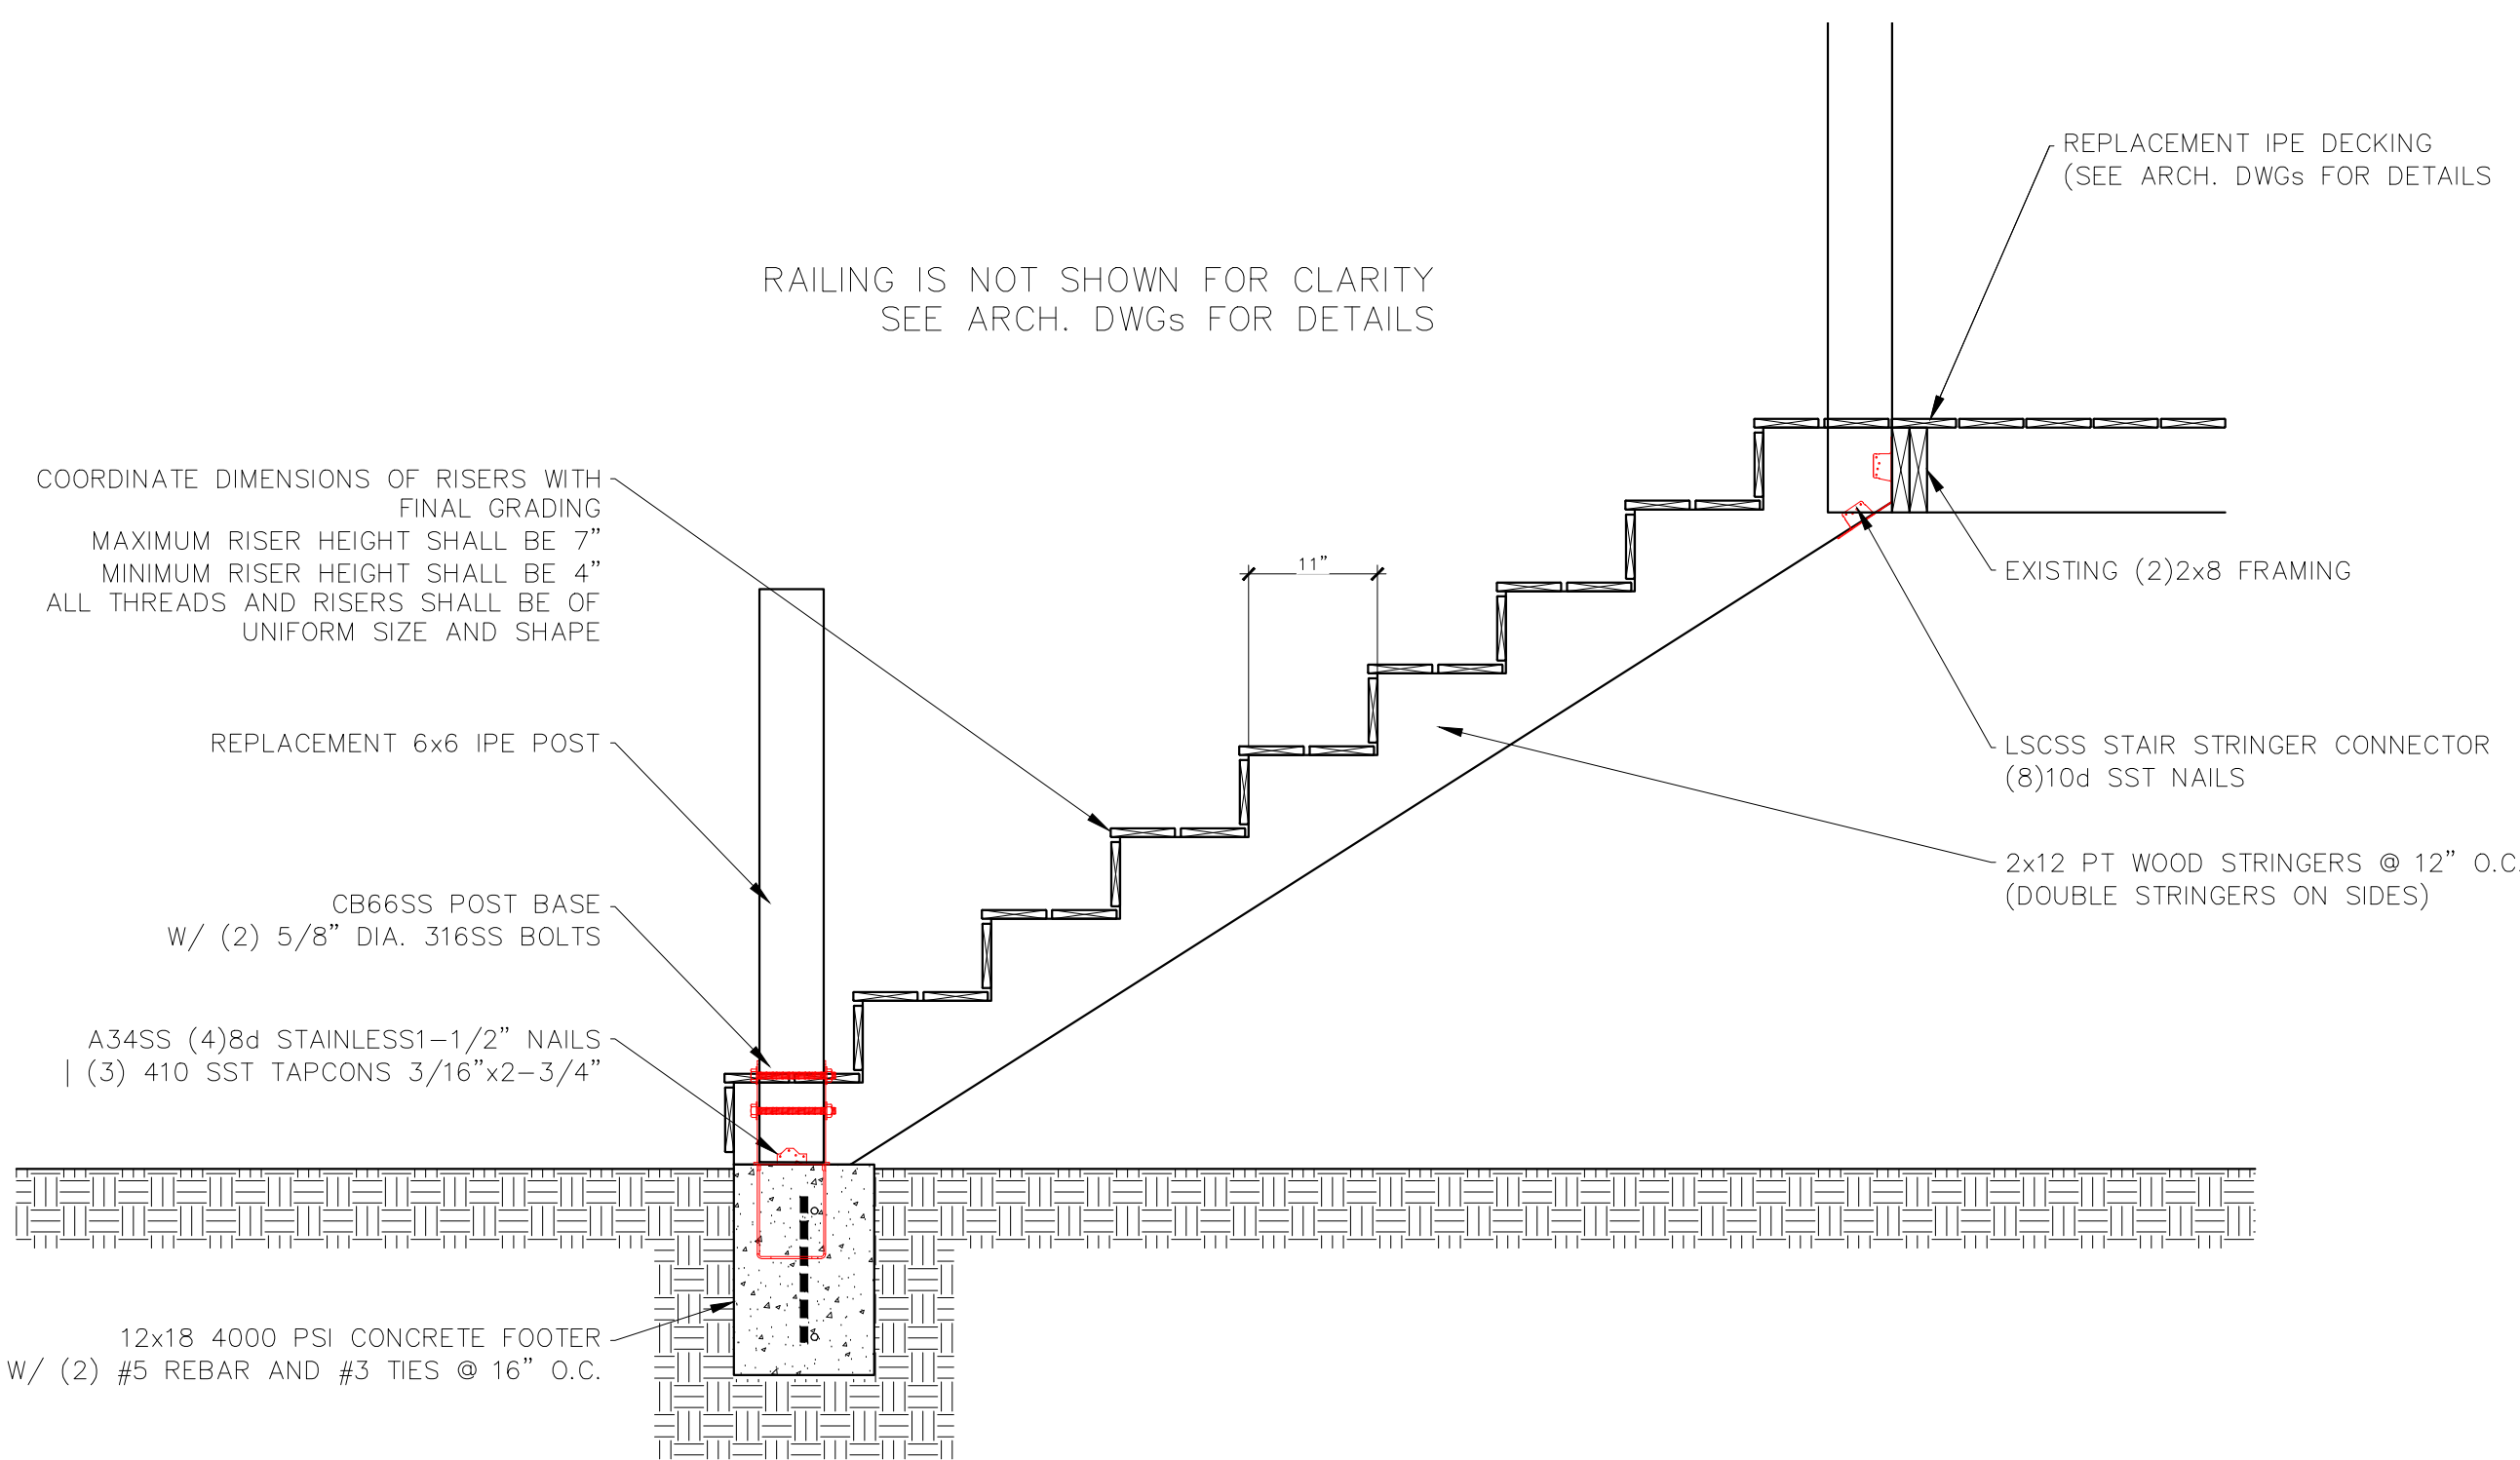 REPLACEMENT IPE DECKING
(SEE ARCH. DWGs FOR DETAILS
RAILING IS NOT SHOWN FOR CLARITY
SEE ARCH. DWGs FOR DETAILS
COORDINATE DIMENSIONS OF RISERS WITH
FINAL GRADING
MAXIMUM RISER HEIGHT SHALL BE 7”
MINIMUM RISER HEIGHT SHALL BE 4”
ALL THREADS AND RISERS SHALL BE OF
UNIFORM SIZE AND SHAPE
11”
EXISTING (2)2x8 FRAMING
REPLACEMENT 6x6 IPE POST
LSCSS STAIR STRINGER CONNECTOR
(8)10d SST NAILS
2x12 PT WOOD STRINGERS @ 12” O.C.
(DOUBLE STRINGERS ON SIDES)
CB66SS POST BASE
W/ (2) 5/8” DIA. 316SS BOLTS
A34SS (4)8d STAINLESS1-1/2” NAILS
| (3) 410 SST TAPCONS 3/16”x2-3/4”
12x18 4000 PSI CONCRETE FOOTER
W/ (2) #5 REBAR AND #3 TIES @ 16” O.C.